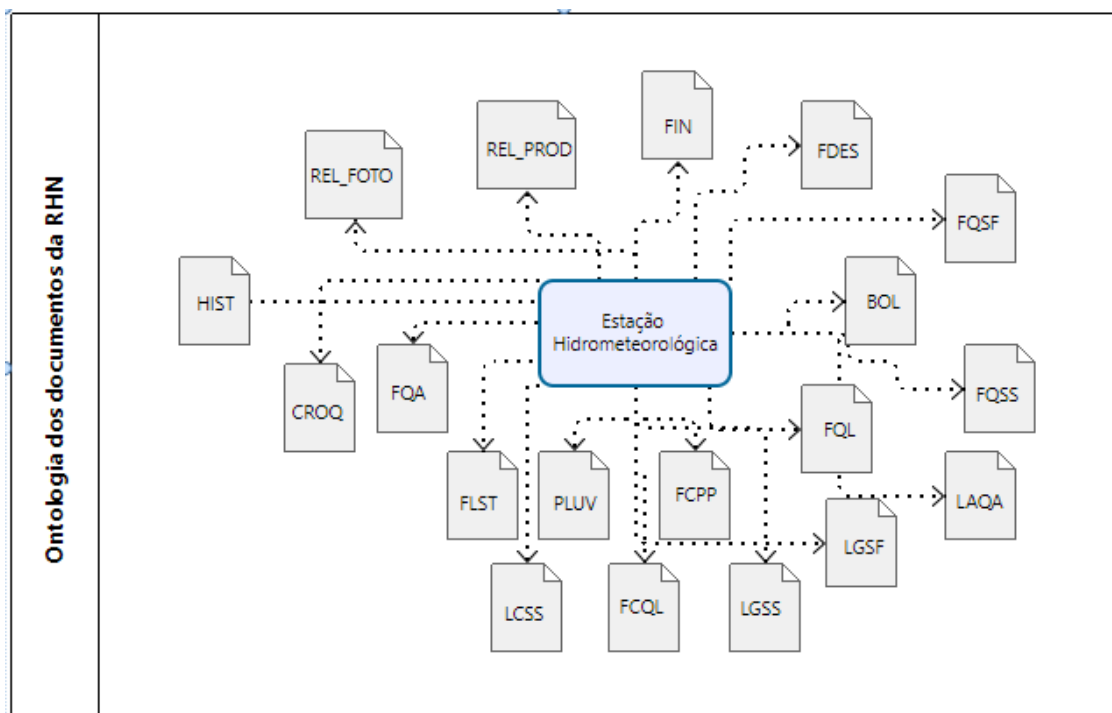 Ontologia dos documentos da RHN
FIN
REL_PROD
FDES
REL_FOTO
FQSF
HIST
BOL
Estação
Hidrometeorológica
FQA
FQSS
CROQ
FQL
FLST
PLUV
FCPP
LAQA
LGSF
LCSS
FCQL
LGSS